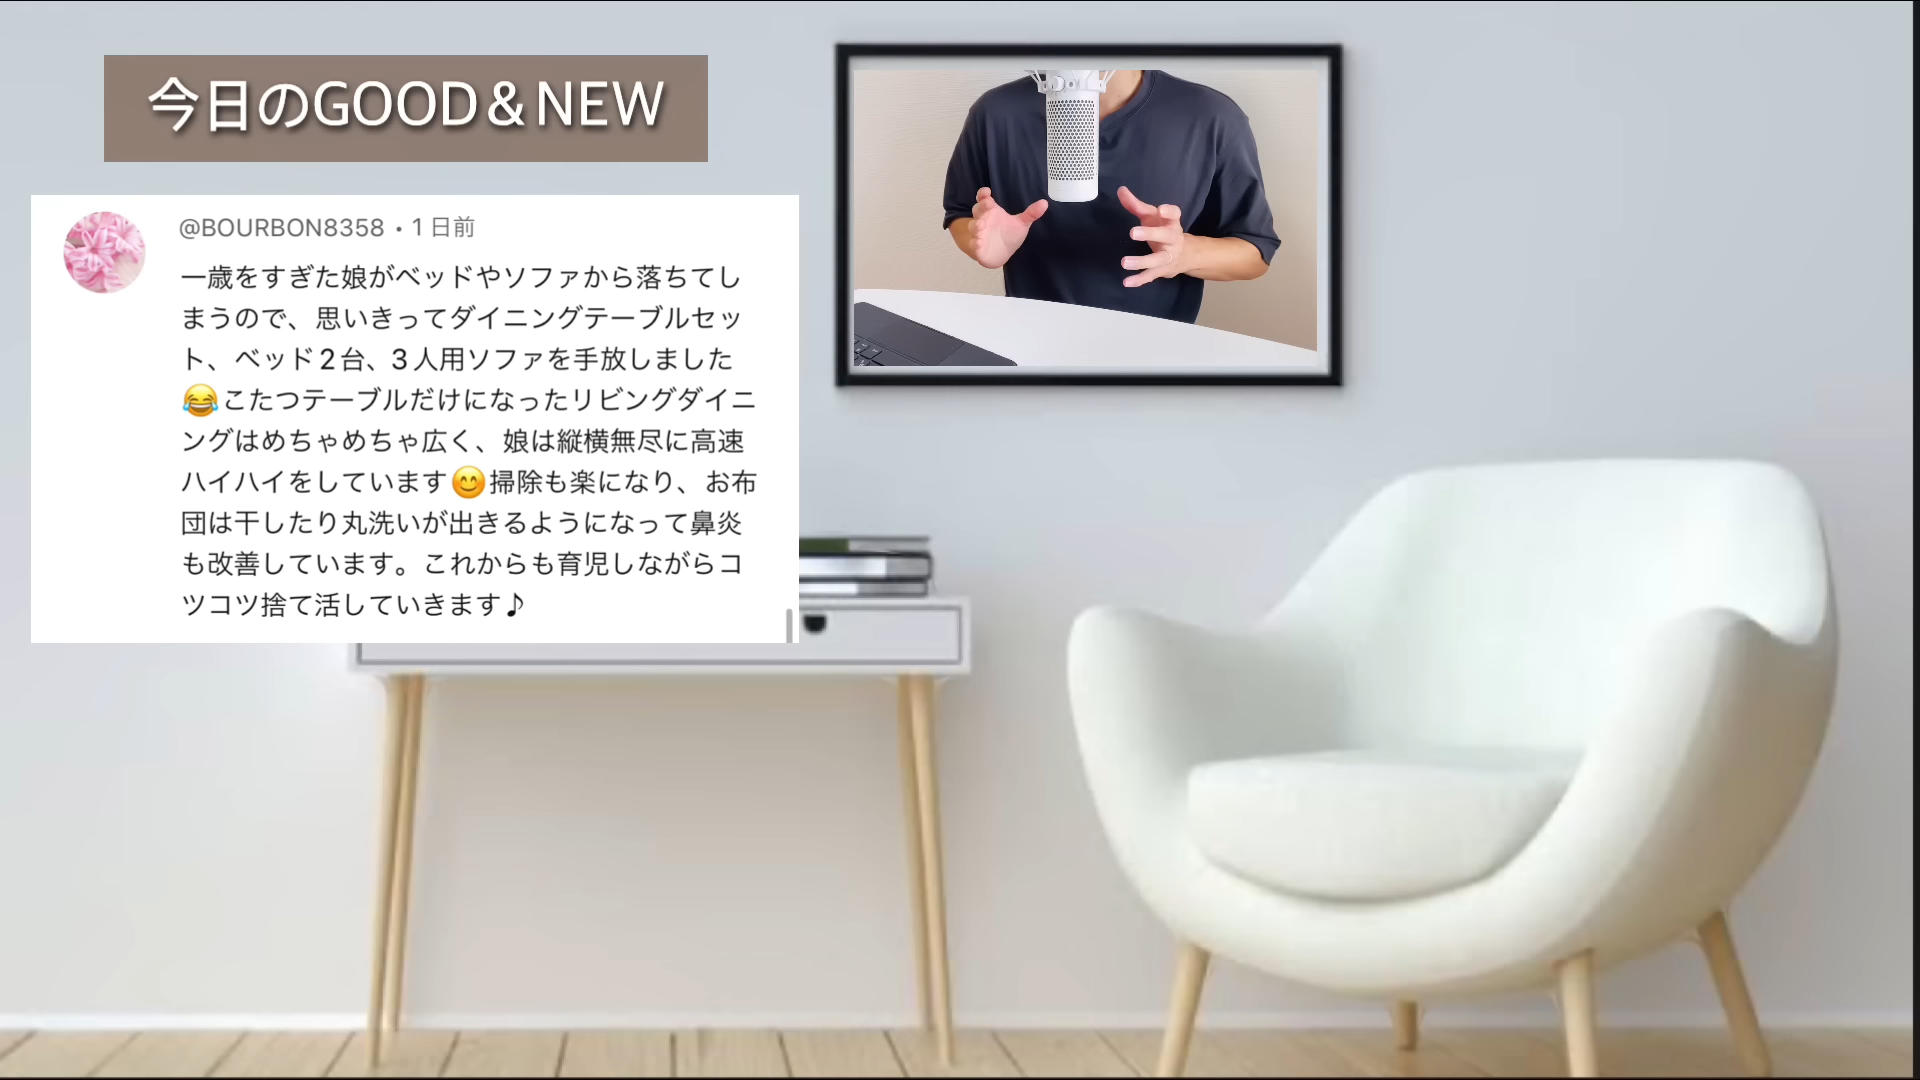 今日のGOOD＆NEW
@BOURBON8358・1日前
一歳をすぎた娘がベッドやソファから落ちてし
まうので、思いきってダイニングテーブルセッ
ト、ベッド2台、3人用ソファを手放しました
😂こたつテーブルだけになったリビングダイニ
ングはめちゃめちゃ広く、娘は縦横無尽に高速
ハイハイをしています😊掃除も楽になり、お布
団は干したり丸洗いが出きるようになって鼻炎
も改善しています。これからも育児しながらコ
ツコツ捨て活していきます♪